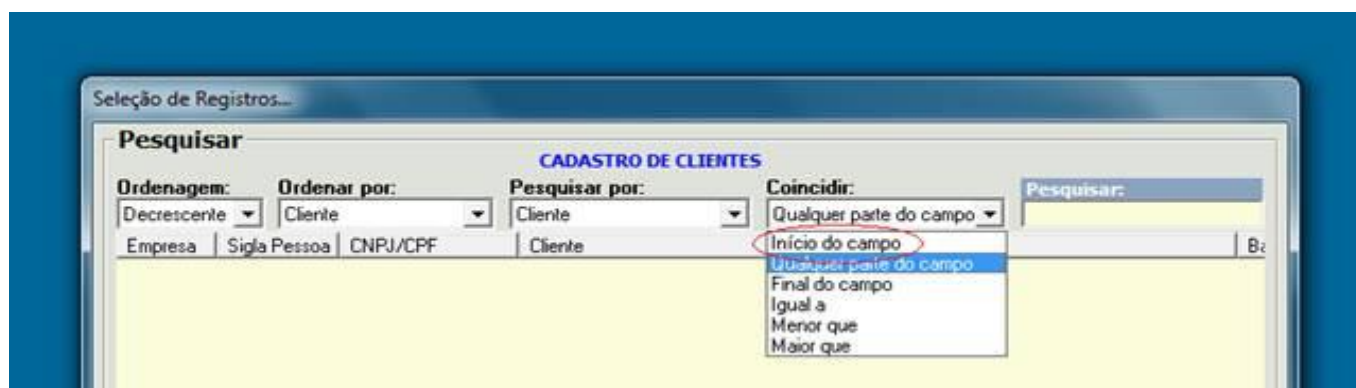 Seleção de Registros...
Pesquisar
CADASTRO DE CLIENTES
Ordenagem: Ordenar por: Pesquisar por: Coincidir: Pesquisar:
Decrescente Cliente Cliente Qualquer parte do campo
Empresa Sigla Pessoa CNPJ/CPF Cliente Ba
Início do campo
Qualquer parte do campo
Final do campo
Igual a
Menor que
Maior que